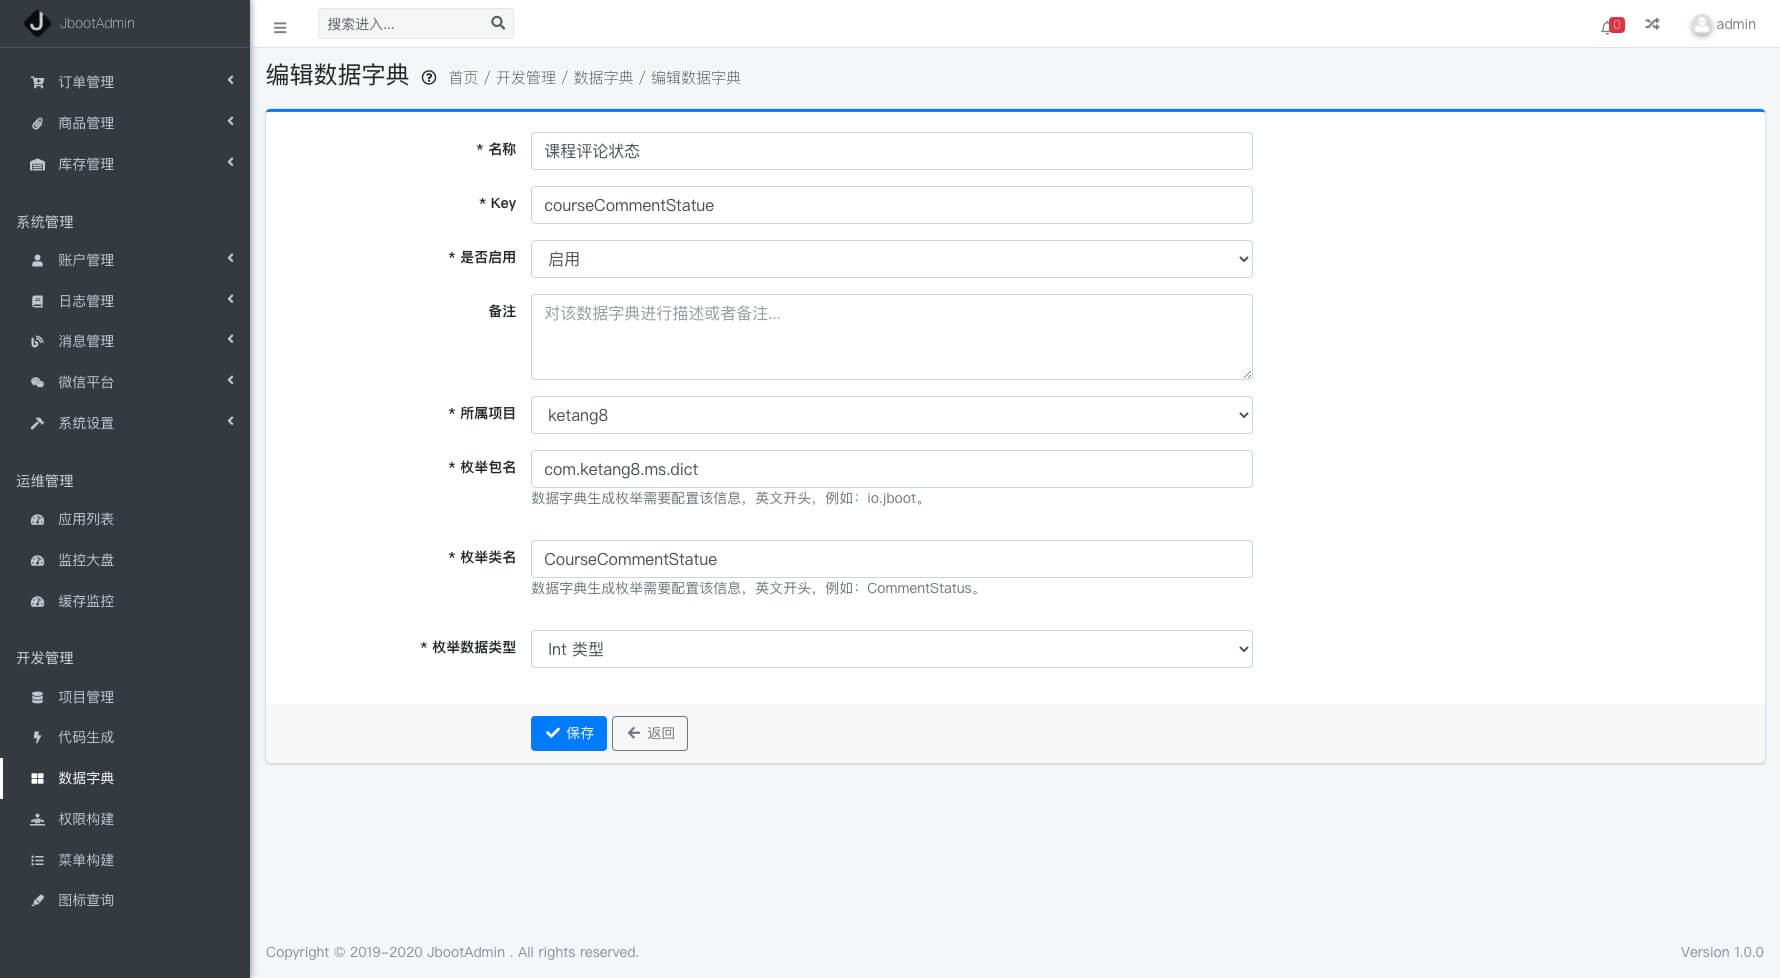 JbootAdmin
搜索进入...
0
admin
订单管理
商品管理
库存管理
系统管理
账户管理
日志管理
消息管理
微信平台
系统设置
运维管理
应用列表
监控大盘
缓存监控
开发管理
项目管理
代码生成
数据字典
权限构建
菜单构建
图标查询
编辑数据字典 首页 / 开发管理 / 数据字典 / 编辑数据字典
* 名称 课程评论状态
* Key courseCommentStatue
* 是否启用 启用
备注 对该数据字典进行描述或者备注...
* 所属项目 ketang8
* 枚举包名 com.ketang8.ms.dict
数据字典生成枚举需要配置该信息，英文开头，例如：io.jboot。
* 枚举类名 CourseCommentStatue
数据字典生成枚举需要配置该信息，英文开头，例如：CommentStatus。
* 枚举数据类型 Int 类型
保存 返回
Copyright © 2019-2020 JbootAdmin . All rights reserved. Version 1.0.0